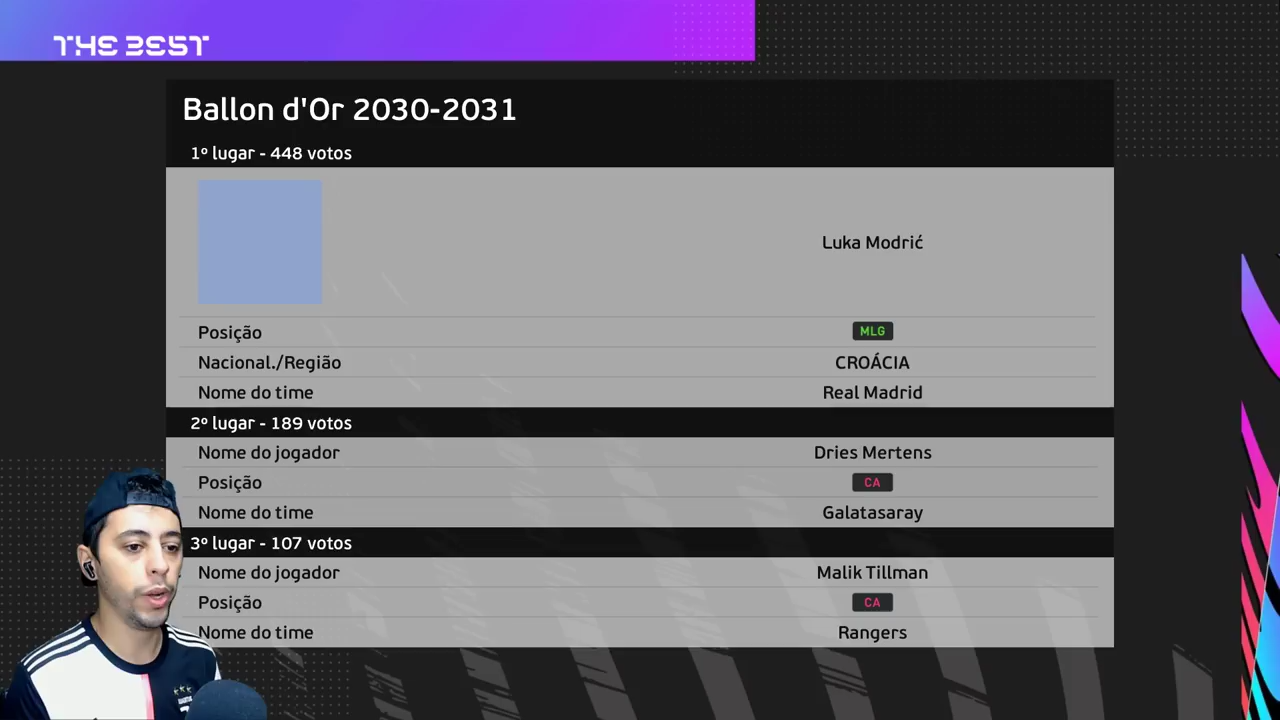 THE BEST
Ballon d'Or 2030-2031
1º lugar - 448 votos
Luka Modrić
Posição MLG
Nacional./Região CROÁCIA
Nome do time Real Madrid
2º lugar - 189 votos
Nome do jogador Dries Mertens
Posição CA
Nome do time Galatasaray
3º lugar - 107 votos
Nome do jogador Malik Tillman
Posição CA
Nome do time Rangers